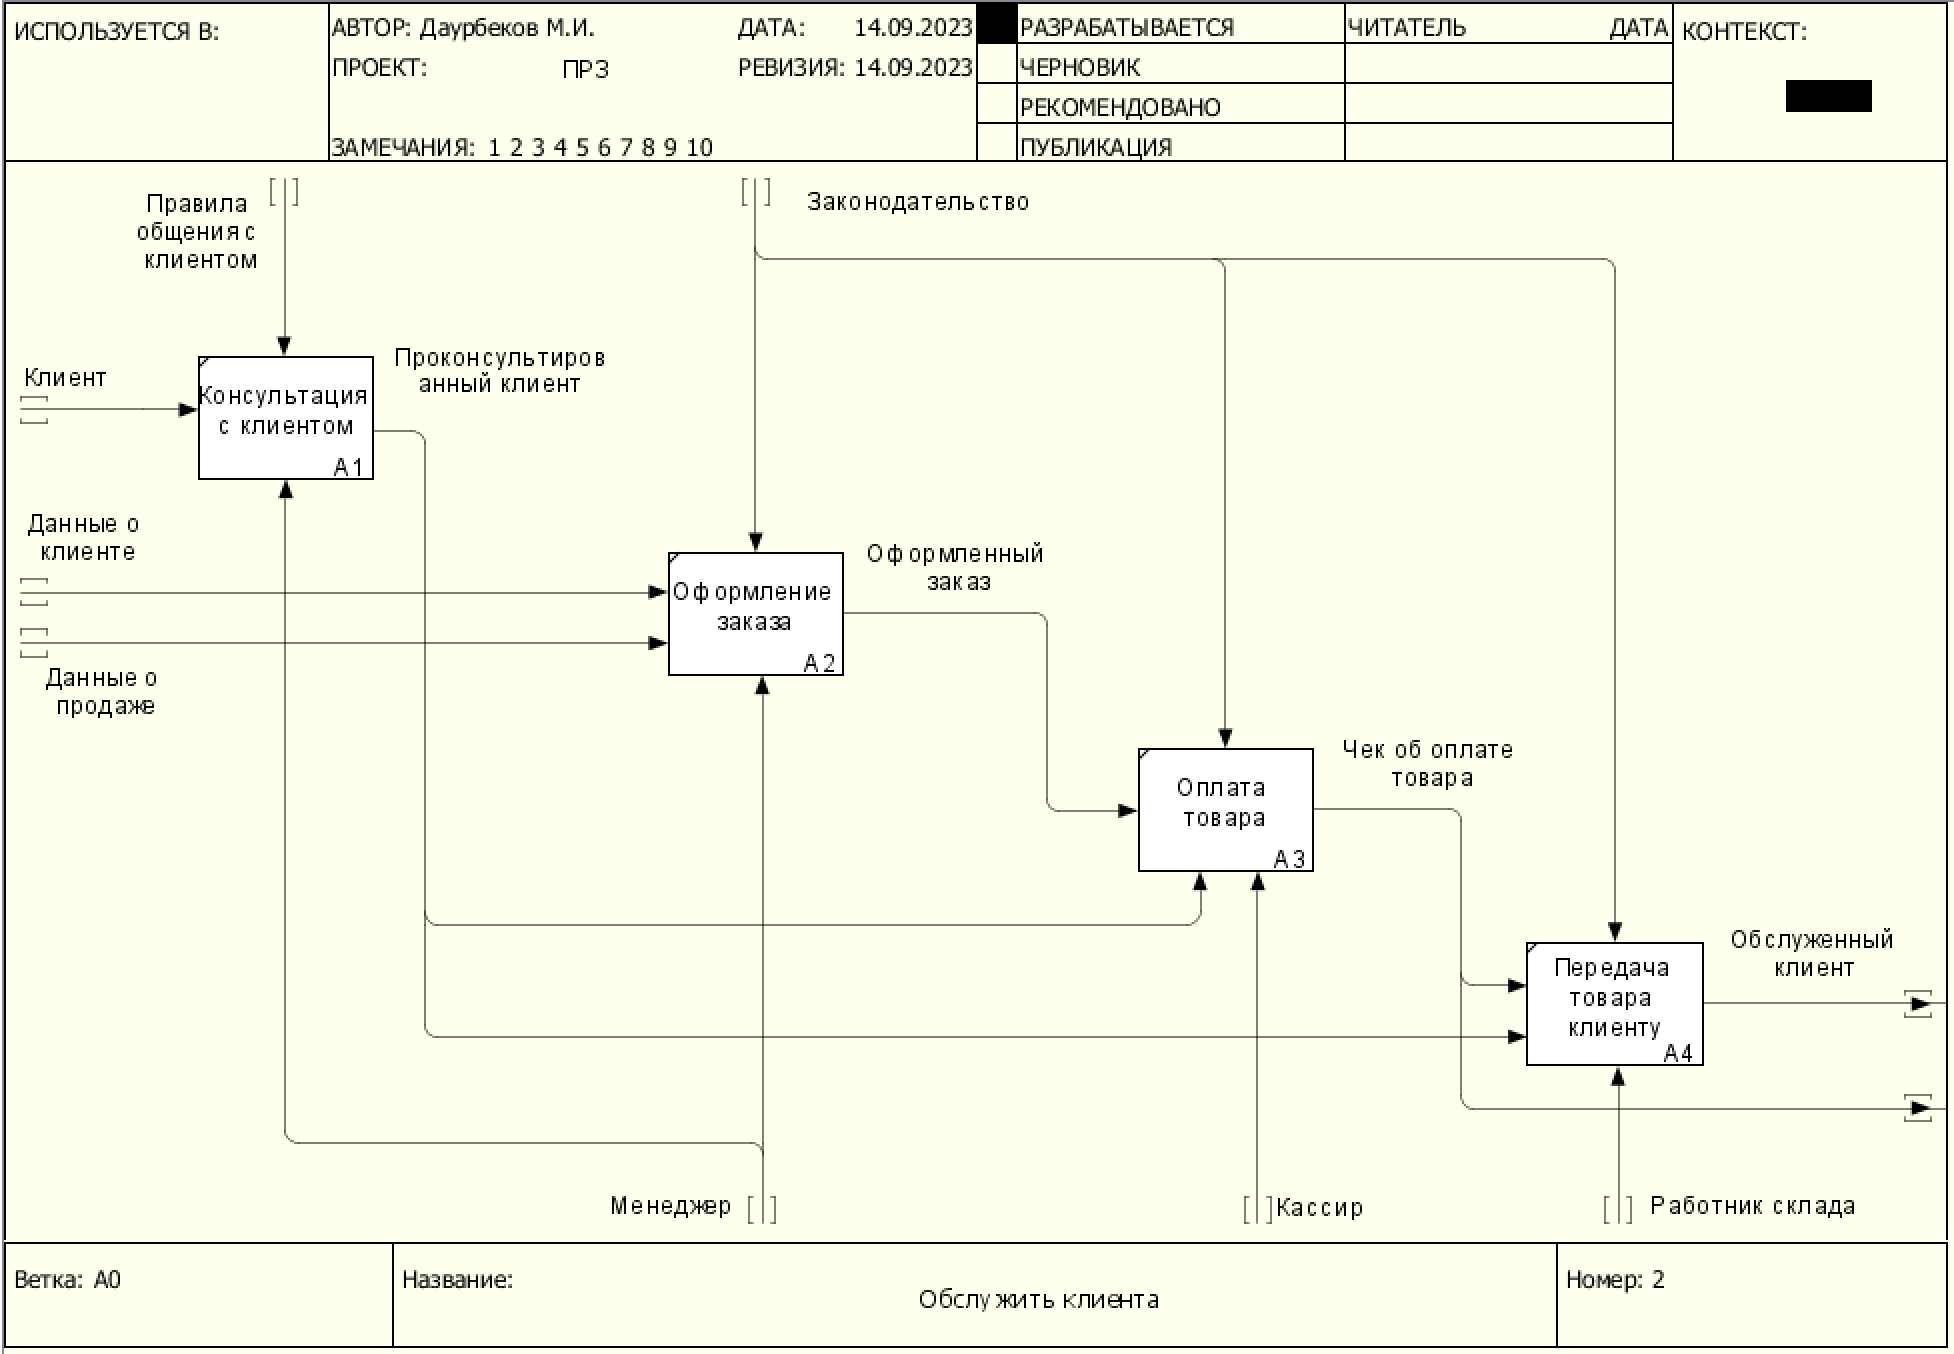 ИСПОЛЬЗУЕТСЯ В:
АВТОР: Даурбеков М.И.
ДАТА: 14.09.2023
РАЗРАБАТЫВАЕТСЯ
ЧИТАТЕЛЬ
ДАТА
КОНТЕКСТ:
ПРОЕКТ: ПРЗ
РЕВИЗИЯ: 14.09.2023
ЧЕРНОВИК
РЕКОМЕНДОВАНО
ЗАМЕЧАНИЯ: 1 2 3 4 5 6 7 8 9 10
ПУБЛИКАЦИЯ
Правила
общения с
клиентом
Законодательство
Клиент
Консультация
с клиентом
A1
Проконсультиров
анный клиент
Данные о
клиенте
Данные о
продаже
Оформление
заказа
A2
Оформленный
заказ
Оплата
товара
A3
Чек об оплате
товара
Передача
товара
клиенту
A4
Обслуженный
клиент
Менеджер
Кассир
Работник склада
Ветка: A0
Название:
Обслужить клиента
Номер: 2